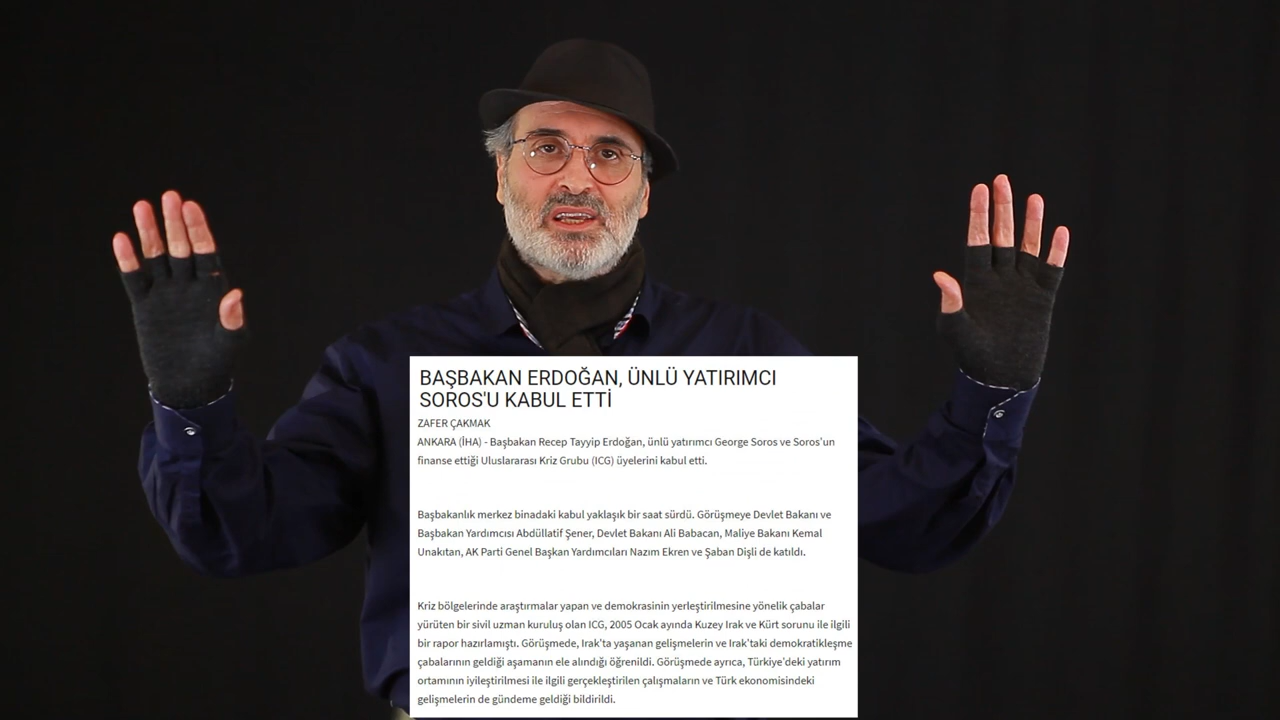 BAŞBAKAN ERDOĞAN, ÜNLÜ YATIRIMCI
SOROS'U KABUL ETTİ
ZAFER ÇAKMAK
ANKARA (İHA) - Başbakan Recep Tayyip Erdoğan, ünlü yatırımcı George Soros ve Soros'un
finanse ettiği Uluslararası Kriz Grubu (ICG) üyelerini kabul etti.
Başbakanlık merkez binadaki kabul yaklaşık bir saat sürdü. Görüşmeye Devlet Bakanı ve
Başbakan Yardımcısı Abdüllatif Şener, Devlet Bakanı Ali Babacan, Maliye Bakanı Kemal
Unakıtan, AK Parti Genel Başkan Yardımcıları Nazım Ekren ve Şaban Dişli de katıldı.
Kriz bölgelerinde araştırmalar yapan ve demokrasinin yerleştirilmesine yönelik çabalar
yürüten bir sivil uzman kuruluş olan ICG, 2005 Ocak ayında Kuzey Irak ve Kürt sorunu ile ilgili
bir rapor hazırlamıştı. Görüşmede, Irak'ta yaşanan gelişmelerin ve Irak'taki demokratikleşme
çabalarının geldiği aşamanın ele alındığı öğrenildi. Görüşmede ayrıca, Türkiye'deki yatırım
ortamının iyileştirilmesi ile ilgili gerçekleştirilen çalışmaların ve Türk ekonomisindeki
gelişmelerin de gündeme geldiği bildirildi.